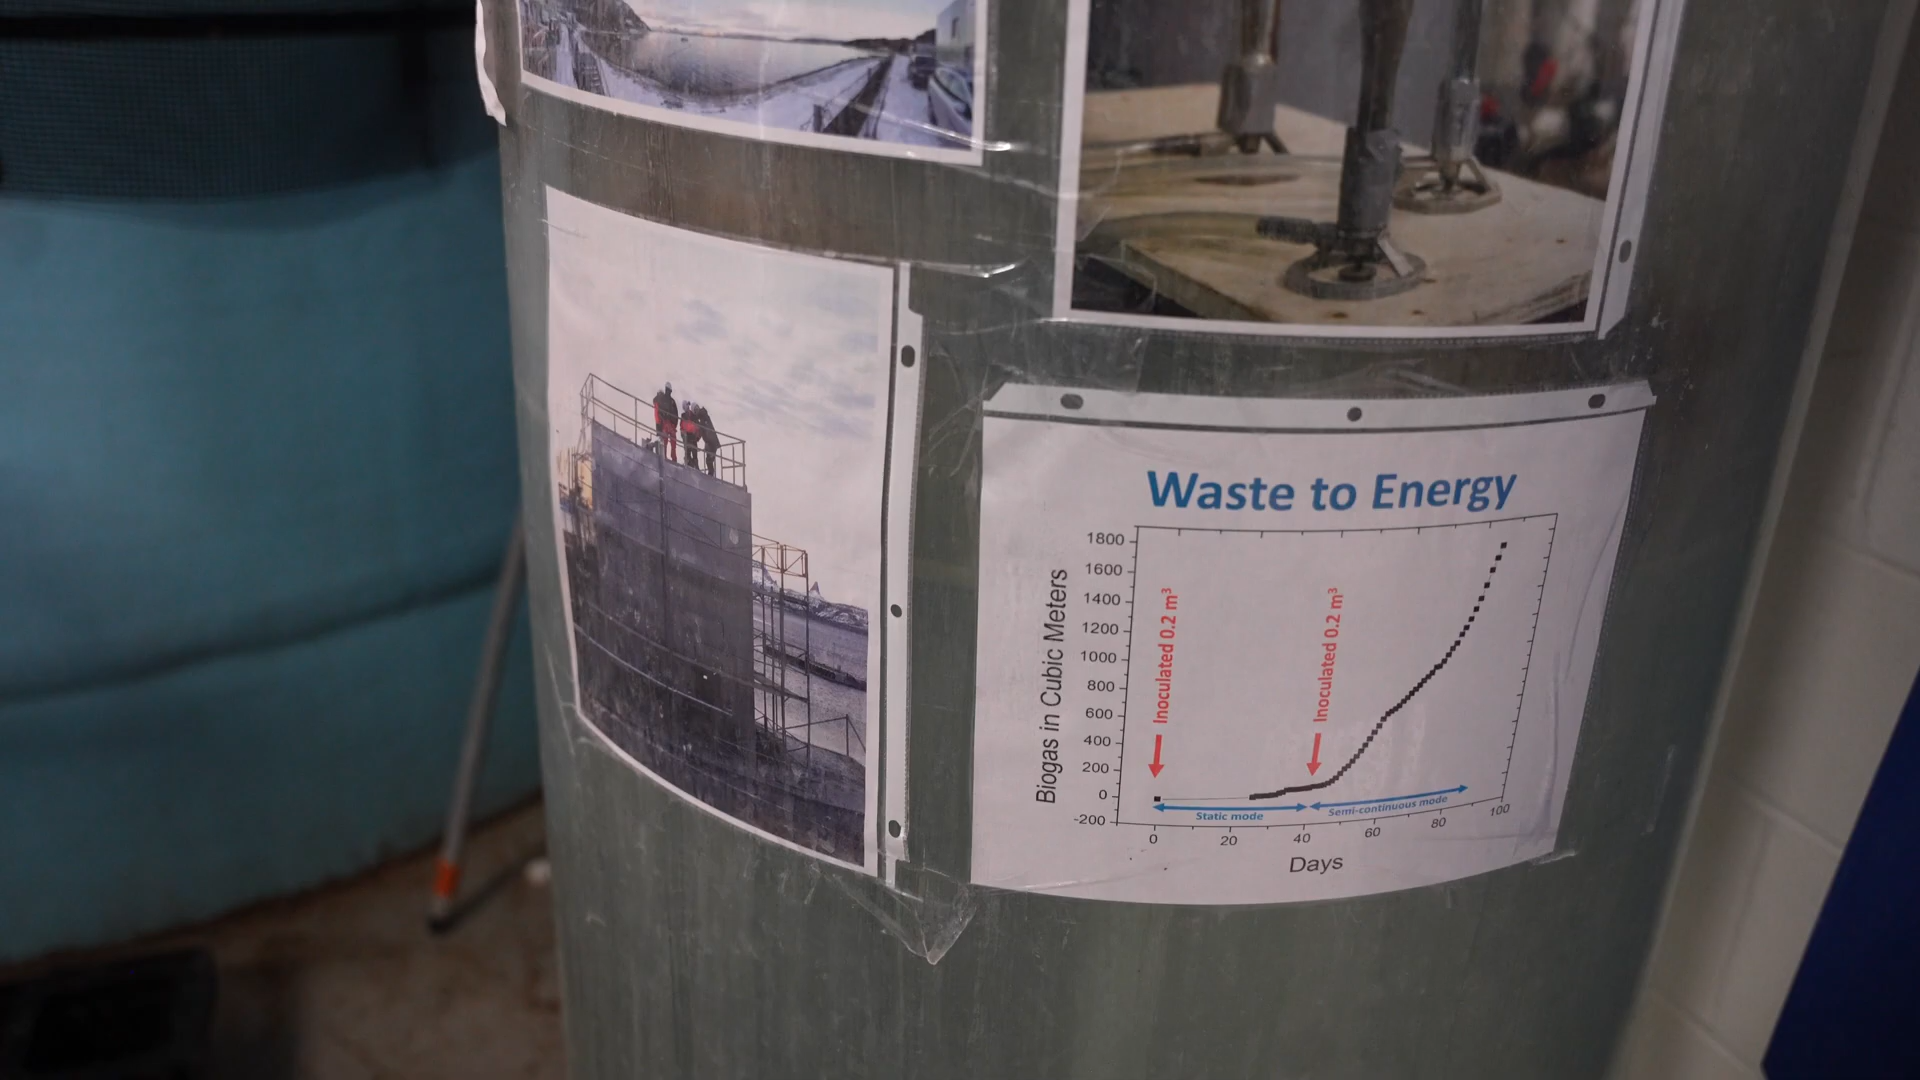 Waste to Energy
1800
1600
1400
1200
1000
800
600
400
200
0
-200
Biogas in Cubic Meters
Inoculated 0.2 m³
Inoculated 0.2 m³
Static mode
Semi-continuous mode
0
20
40
60
80
100
Days